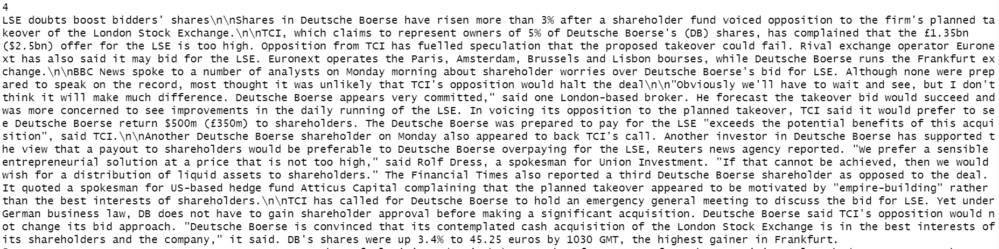 4
LSE doubts boost bidders' shares\n\nShares in Deutsche Boerse have risen more than 3% after a shareholder fund voiced opposition to the firm's planned ta
keover of the London Stock Exchange.\n\nTCI, which claims to represent owners of 5% of Deutsche Boerse's (DB) shares, has complained that the £1.35bn
($2.5bn) offer for the LSE is too high. Opposition from TCI has fuelled speculation that the proposed takeover could fail. Rival exchange operator Eurone
xt has also said it may bid for the LSE. Euronext operates the Paris, Amsterdam, Brussels and Lisbon bourses, while Deutsche Boerse runs the Frankfurt ex
change.\n\nBBC News spoke to a number of analysts on Monday morning about shareholder worries over Deutsche Boerse's bid for LSE. Although none were prep
ared to speak on the record, most thought it was unlikely that TCI's opposition would halt the deal\n\n"Obviously we'll have to wait and see, but I don't
think it will make much difference. Deutsche Boerse appears very committed," said one London-based broker. He forecast the takeover bid would succeed and
was more concerned to see improvements in the daily running of the LSE. In voicing its opposition to the planned takeover, TCI said it would prefer to se
e Deutsche Boerse return $500m (£350m) to shareholders. The Deutsche Boerse was prepared to pay for the LSE "exceeds the potential benefits of this acqui
sition", said TCI.\n\nAnother Deutsche Boerse shareholder on Monday also appeared to back TCI's call. Another investor in Deutsche Boerse has supported t
he view that a payout to shareholders would be preferable to Deutsche Boerse overpaying for the LSE, Reuters news agency reported. "We prefer a sensible
entrepreneurial solution at a price that is not too high," said Rolf Dress, a spokesman for Union Investment. "If that cannot be achieved, then we would
wish for a distribution of liquid assets to shareholders." The Financial Times also reported a third Deutsche Boerse shareholder as opposed to the deal.
It quoted a spokesman for US-based hedge fund Atticus Capital complaining that the planned takeover appeared to be motivated by "empire-building" rather
than the best interests of shareholders.\n\nTCI has called for Deutsche Boerse to hold an emergency general meeting to discuss the bid for LSE. Yet under
German business law, DB does not have to gain shareholder approval before making a significant acquisition. Deutsche Boerse said TCI's opposition would n
ot change its bid approach. "Deutsche Boerse is convinced that its contemplated cash acquisition of the London Stock Exchange is in the best interests of
its shareholders and the company," it said. DB's shares were up 3.4% to 45.25 euros by 1030 GMT, the highest gainer in Frankfurt.